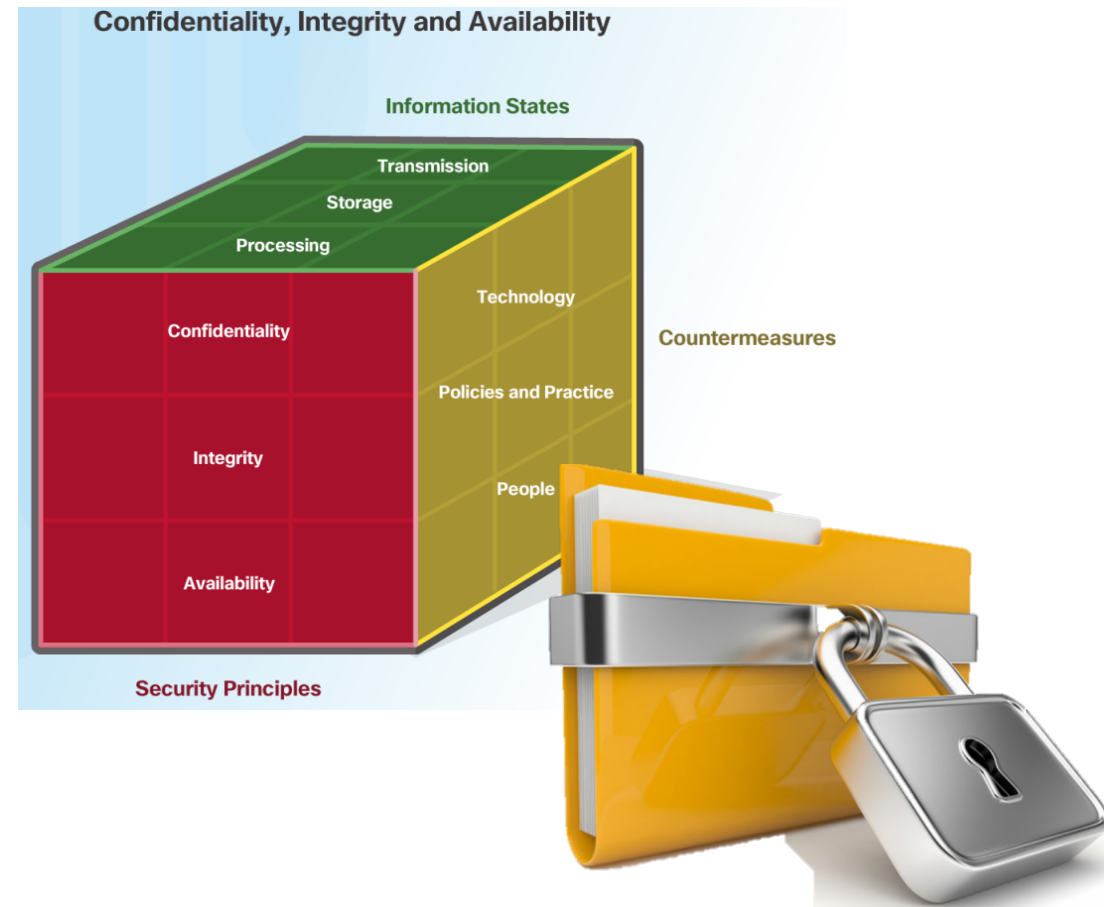 Confidentiality, Integrity and Availability
Information States
Transmission
Storage
Processing
Confidentiality
Integrity
Availability
Technology
Policies and Practice
People
Countermeasures
Security Principles